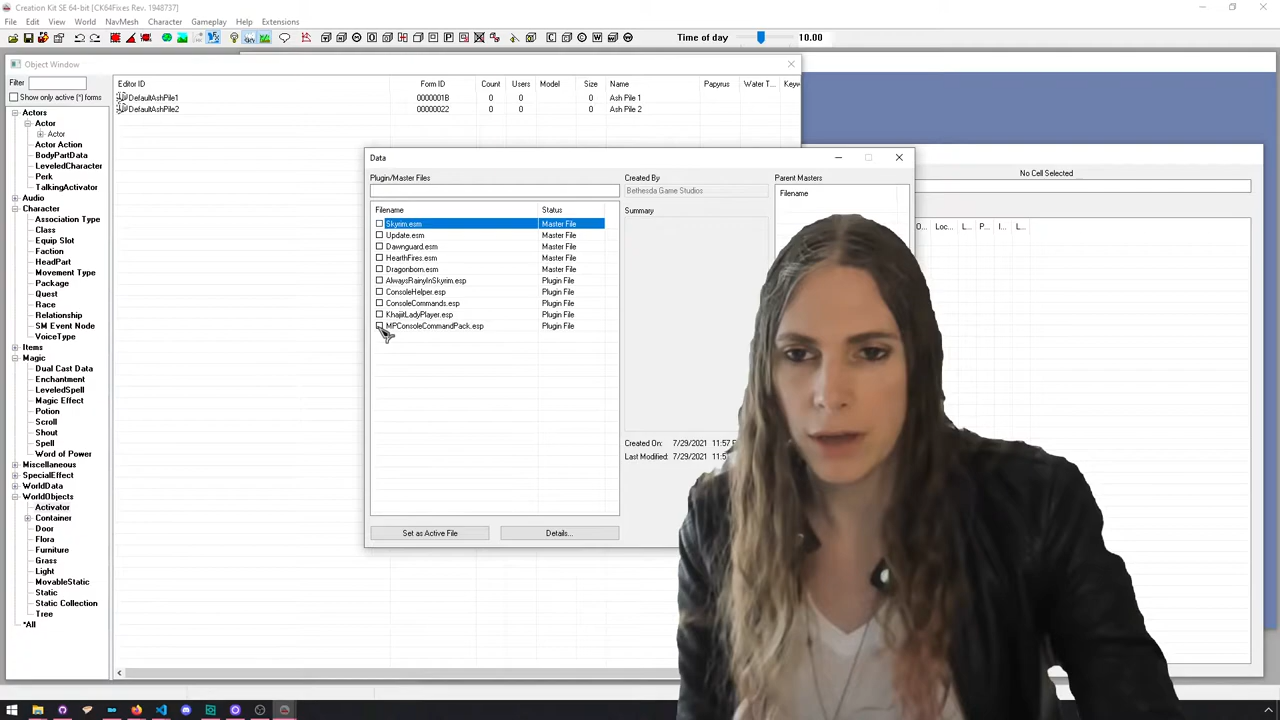 Creation Kit SE 64-bit [CK64Fixes Rev. 1948737]
File Edit View World NavMesh Character Gameplay Help Extensions
Time of day 10.00
Object Window
Filter
Show only active (*) forms
Actors
Actor
Actor
Actor Action
BodyPartData
LeveledCharacter
Perk
TalkingActivator
Audio
Character
Association Type
Class
Equip Slot
Faction
HeadPart
Movement Type
Package
Quest
Race
Relationship
SM Event Node
VoiceType
Items
Magic
Dual Cast Data
Enchantment
LeveledSpell
Magic Effect
Potion
Scroll
Shout
Spell
Word of Power
Miscellaneous
SpecialEffect
WorldData
WorldObjects
Activator
Container
Door
Flora
Furniture
Grass
Light
MovableStatic
Static
Static Collection
Tree
*All
Editor ID Form ID Count Users Model Size Name Papyrus Water T... Keyw
DefaultAshPile1 0000001B 0 0 0 Ash Pile 1
DefaultAshPile2 00000022 0 0 0 Ash Pile 2
Data
Plugin/Master Files
Filename Status
Skyrim.esm Master File
Update.esm Master File
Dawnguard.esm Master File
HearthFires.esm Master File
Dragonborn.esm Master File
AlwaysRainyInSkyrim.esp Plugin File
ConsoleHelper.esp Plugin File
ConsoleCommands.esp Plugin File
KhajiitLadyPlayer.esp Plugin File
MPConsoleCommandPack.esp Plugin File
Set as Active File Details...
Created By
Bethesda Game Studios
Summary
Created On: 7/29/2021 11:57
Last Modified: 7/29/2021 11:5
Parent Masters
Filename
No Cell Selected
O... Loc... P... I... L...